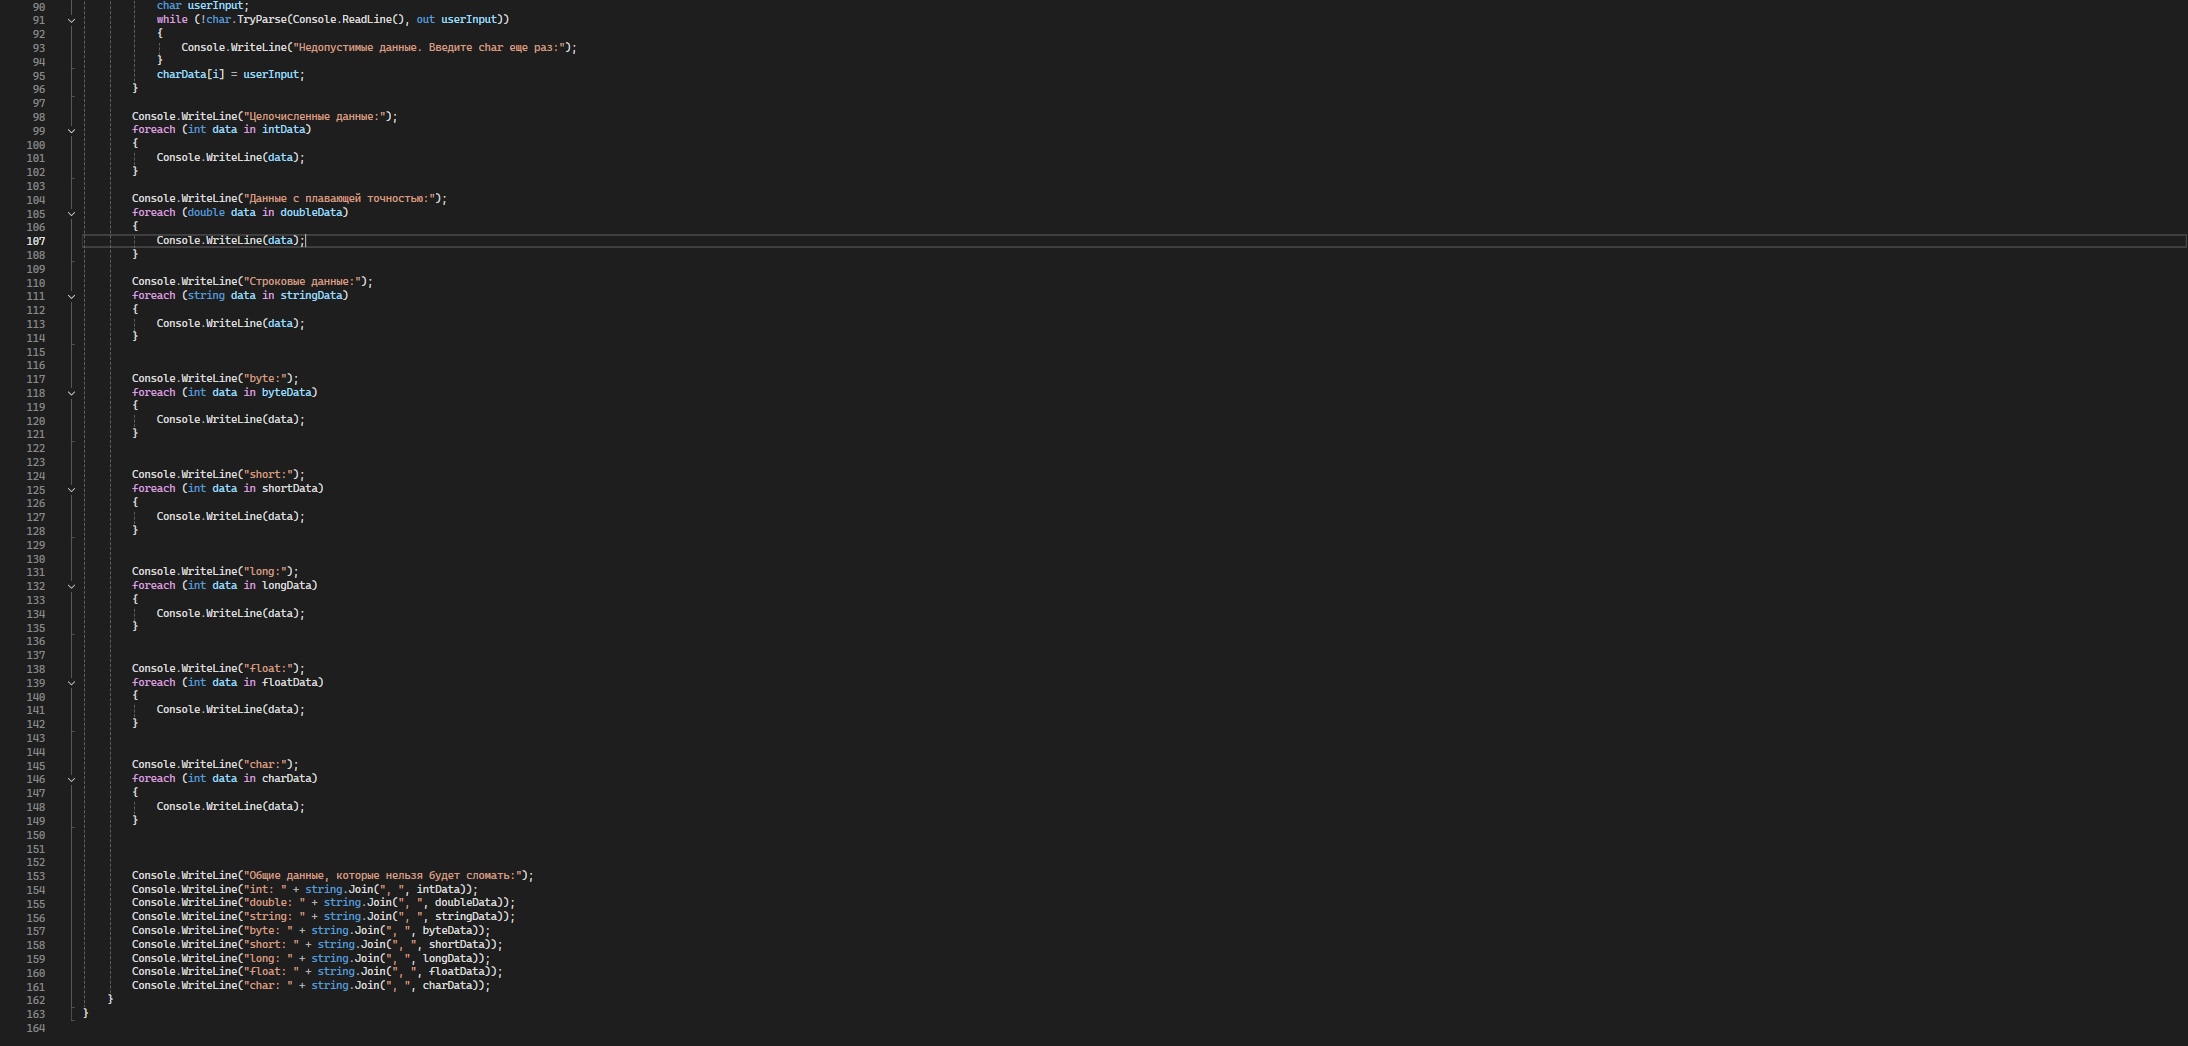 90 char userInput;
91 while (!char.TryParse(Console.ReadLine(), out userInput))
92 {
93 Console.WriteLine("Недопустимые данные. Введите char еще раз:");
94 }
95 charData[i] = userInput;
96 }
97
98 Console.WriteLine("Целочисленные данные:");
99 foreach (int data in intData)
100 {
101 Console.WriteLine(data);
102 }
103
104 Console.WriteLine("Данные с плавающей точностью:");
105 foreach (double data in doubleData)
106 {
107 Console.WriteLine(data);
108 }
109
110 Console.WriteLine("Строковые данные:");
111 foreach (string data in stringData)
112 {
113 Console.WriteLine(data);
114 }
115
116
117 Console.WriteLine("byte:");
118 foreach (int data in byteData)
119 {
120 Console.WriteLine(data);
121 }
122
123
124 Console.WriteLine("short:");
125 foreach (int data in shortData)
126 {
127 Console.WriteLine(data);
128 }
129
130
131 Console.WriteLine("long:");
132 foreach (int data in longData)
133 {
134 Console.WriteLine(data);
135 }
136
137
138 Console.WriteLine("float:");
139 foreach (int data in floatData)
140 {
141 Console.WriteLine(data);
142 }
143
144
145 Console.WriteLine("char:");
146 foreach (int data in charData)
147 {
148 Console.WriteLine(data);
149 }
150
151
152
153 Console.WriteLine("Общие данные, которые нельзя будет сломать:");
154 Console.WriteLine("int: " + string.Join(", ", intData));
155 Console.WriteLine("double: " + string.Join(", ", doubleData));
156 Console.WriteLine("string: " + string.Join(", ", stringData));
157 Console.WriteLine("byte: " + string.Join(", ", byteData));
158 Console.WriteLine("short: " + string.Join(", ", shortData));
159 Console.WriteLine("long: " + string.Join(", ", longData));
160 Console.WriteLine("float: " + string.Join(", ", floatData));
161 Console.WriteLine("char: " + string.Join(", ", charData));
162 }
163 }
164